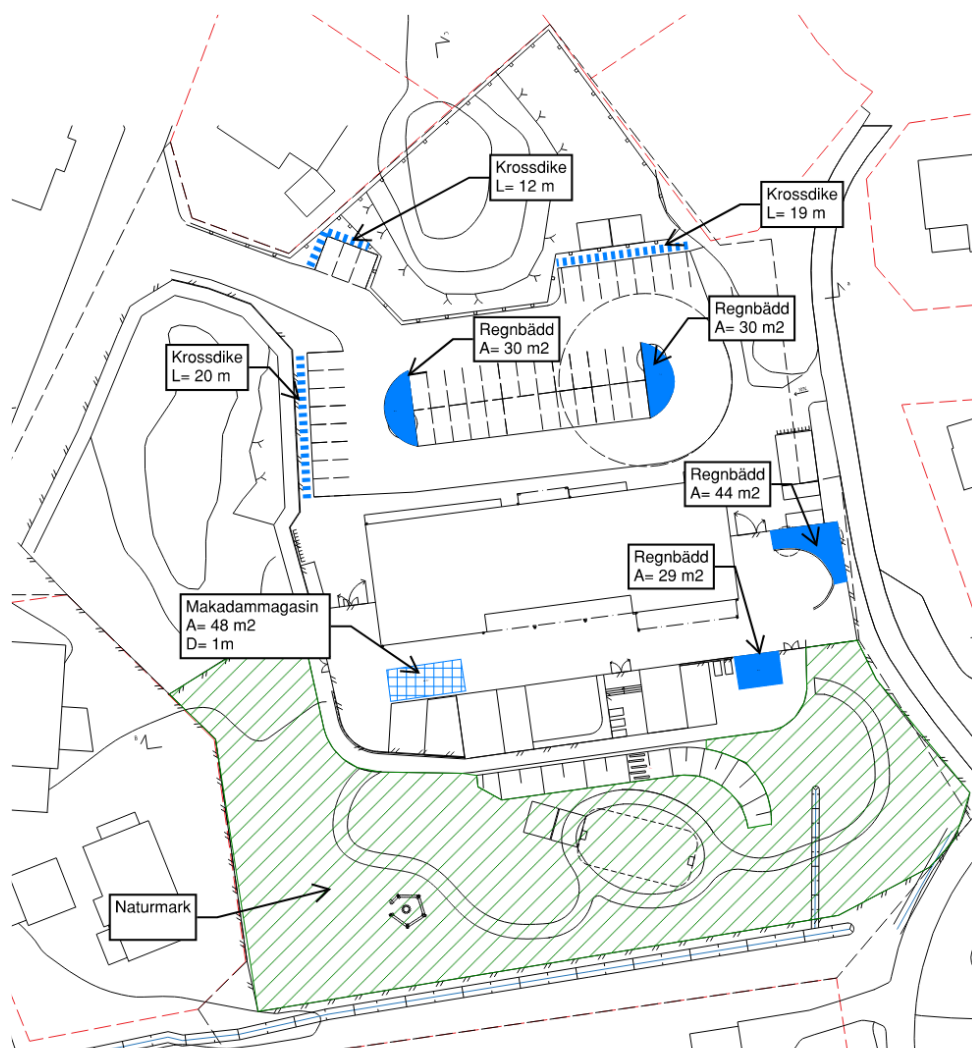 Krossdike
L= 12 m
Krossdike
L= 19 m
Regnbädd
A= 30 m2
Regnbädd
A= 30 m2
Krossdike
L= 20 m
Regnbädd
A= 44 m2
Regnbädd
A= 29 m2
Makadammagasin
A= 48 m2
D= 1m
Naturmark